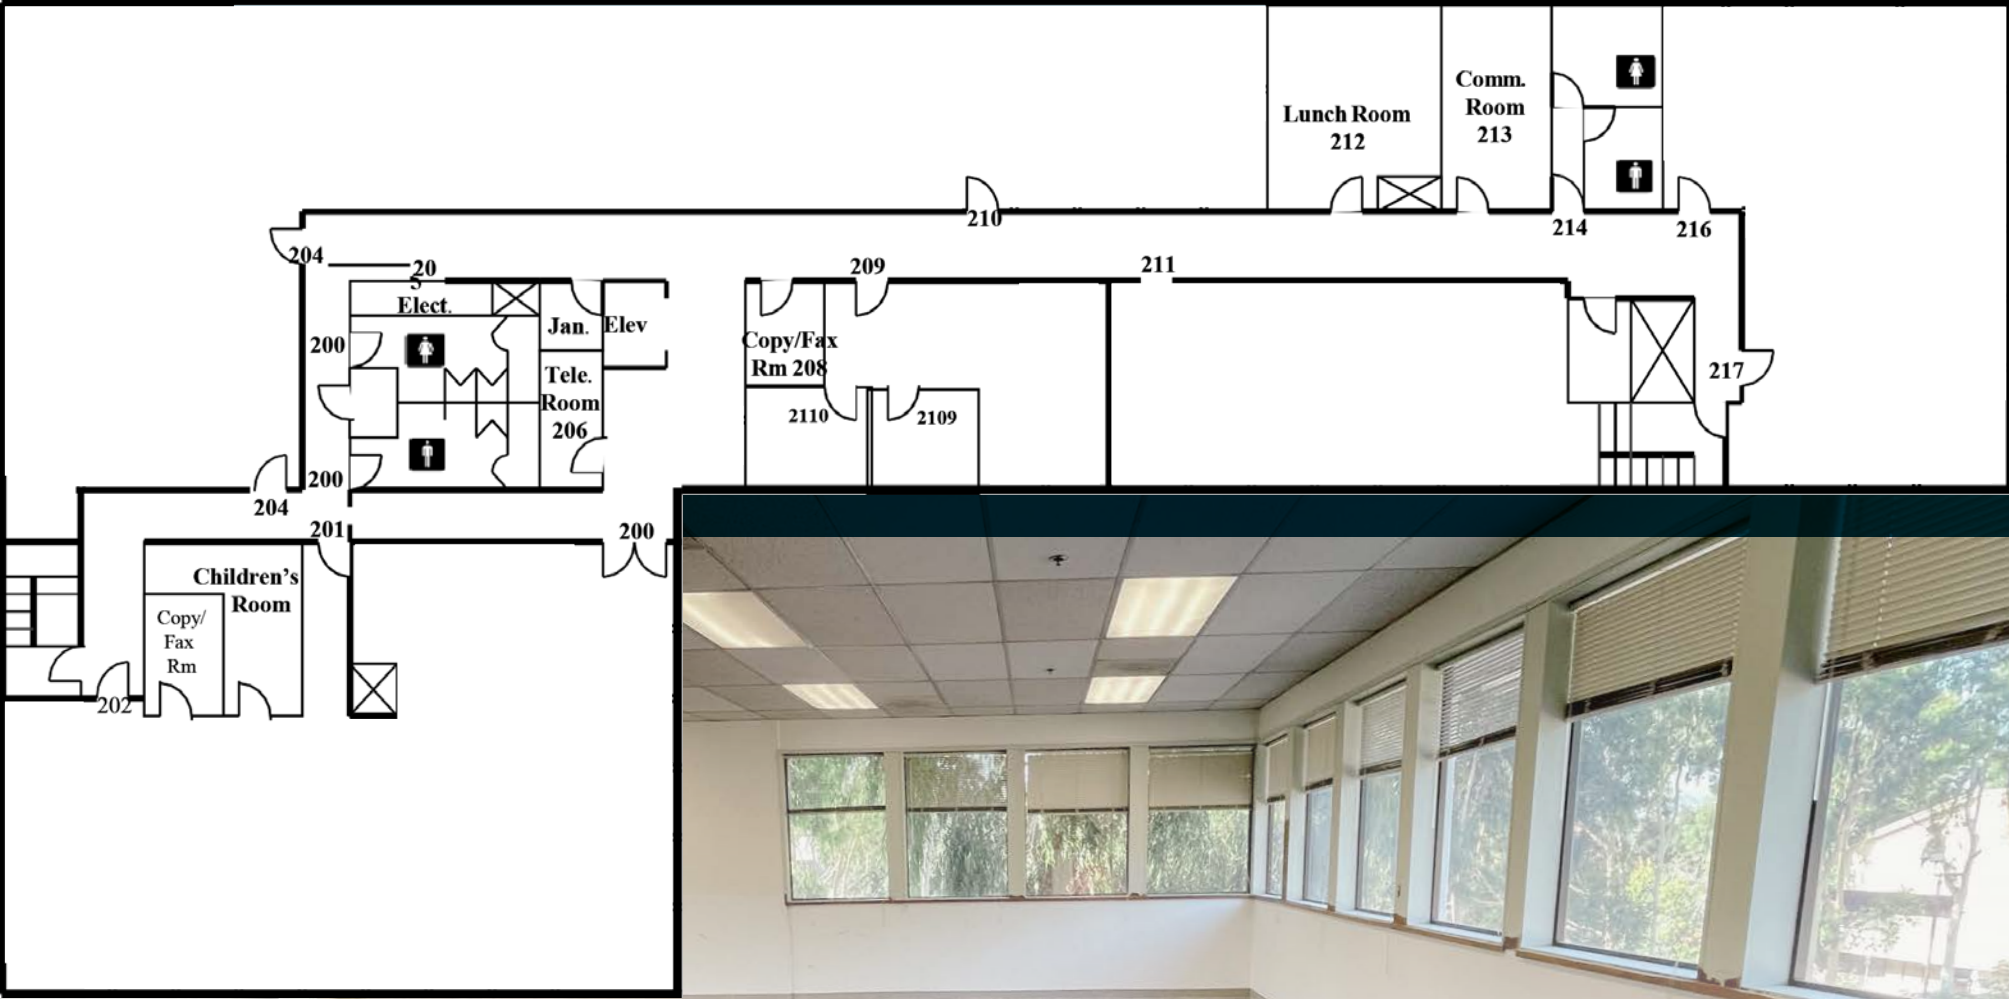 Comm.
Room
213
Lunch Room
212
210
214
216
204
20
5
209
211
Elect.
Jan.
Elev
200
Copy/Fax
Rm 208
217
Tele.
Room
206
2110
2109
200
204
201
200
Children’s
Room
Copy/
Fax
Rm
202